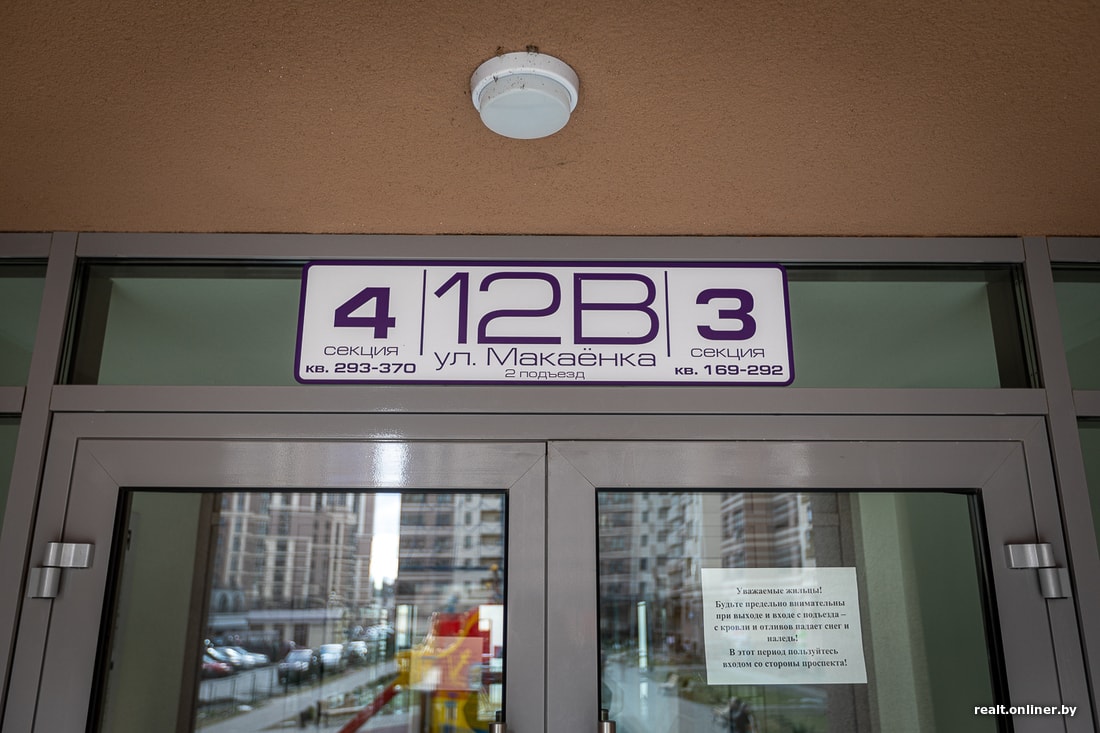 4
секция
кв. 293-370
12В
ул. Макаёнка
2 подъезд
3
секция
кв. 169-292
Уважаемые жильцы!
Будьте предельно внимательны
при выходе и входе с подъезда –
с кровли и отливов падает снег и
наледь!
В этот период пользуйтесь
входом со стороны проспекта!
realt.onliner.by